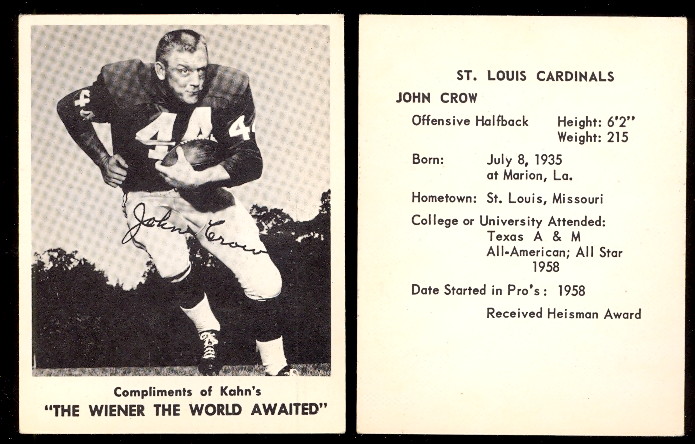 44
44
44
John Crow
Compliments of Kahn's
"THE WIENER THE WORLD AWAITED"
ST. LOUIS CARDINALS
JOHN CROW
Offensive Halfback Height: 6'2"
Weight: 215
Born: July 8, 1935
at Marion, La.
Hometown: St. Louis, Missouri
College or University Attended:
Texas A & M
All-American; All Star
1958
Date Started in Pro's: 1958
Received Heisman Award